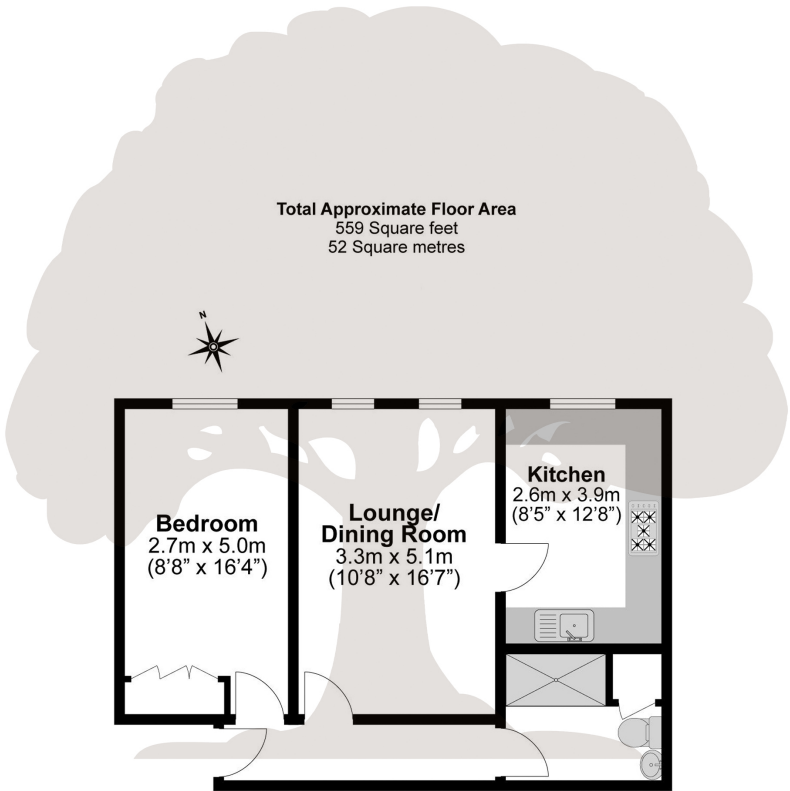 Total Approximate Floor Area
559 Square feet
52 Square metres
N
Bedroom
2.7m x 5.0m
(8'8" x 16'4")
Lounge/
Dining Room
3.3m x 5.1m
(10'8" x 16'7")
Kitchen
2.6m x 3.9m
(8'5" x 12'8")